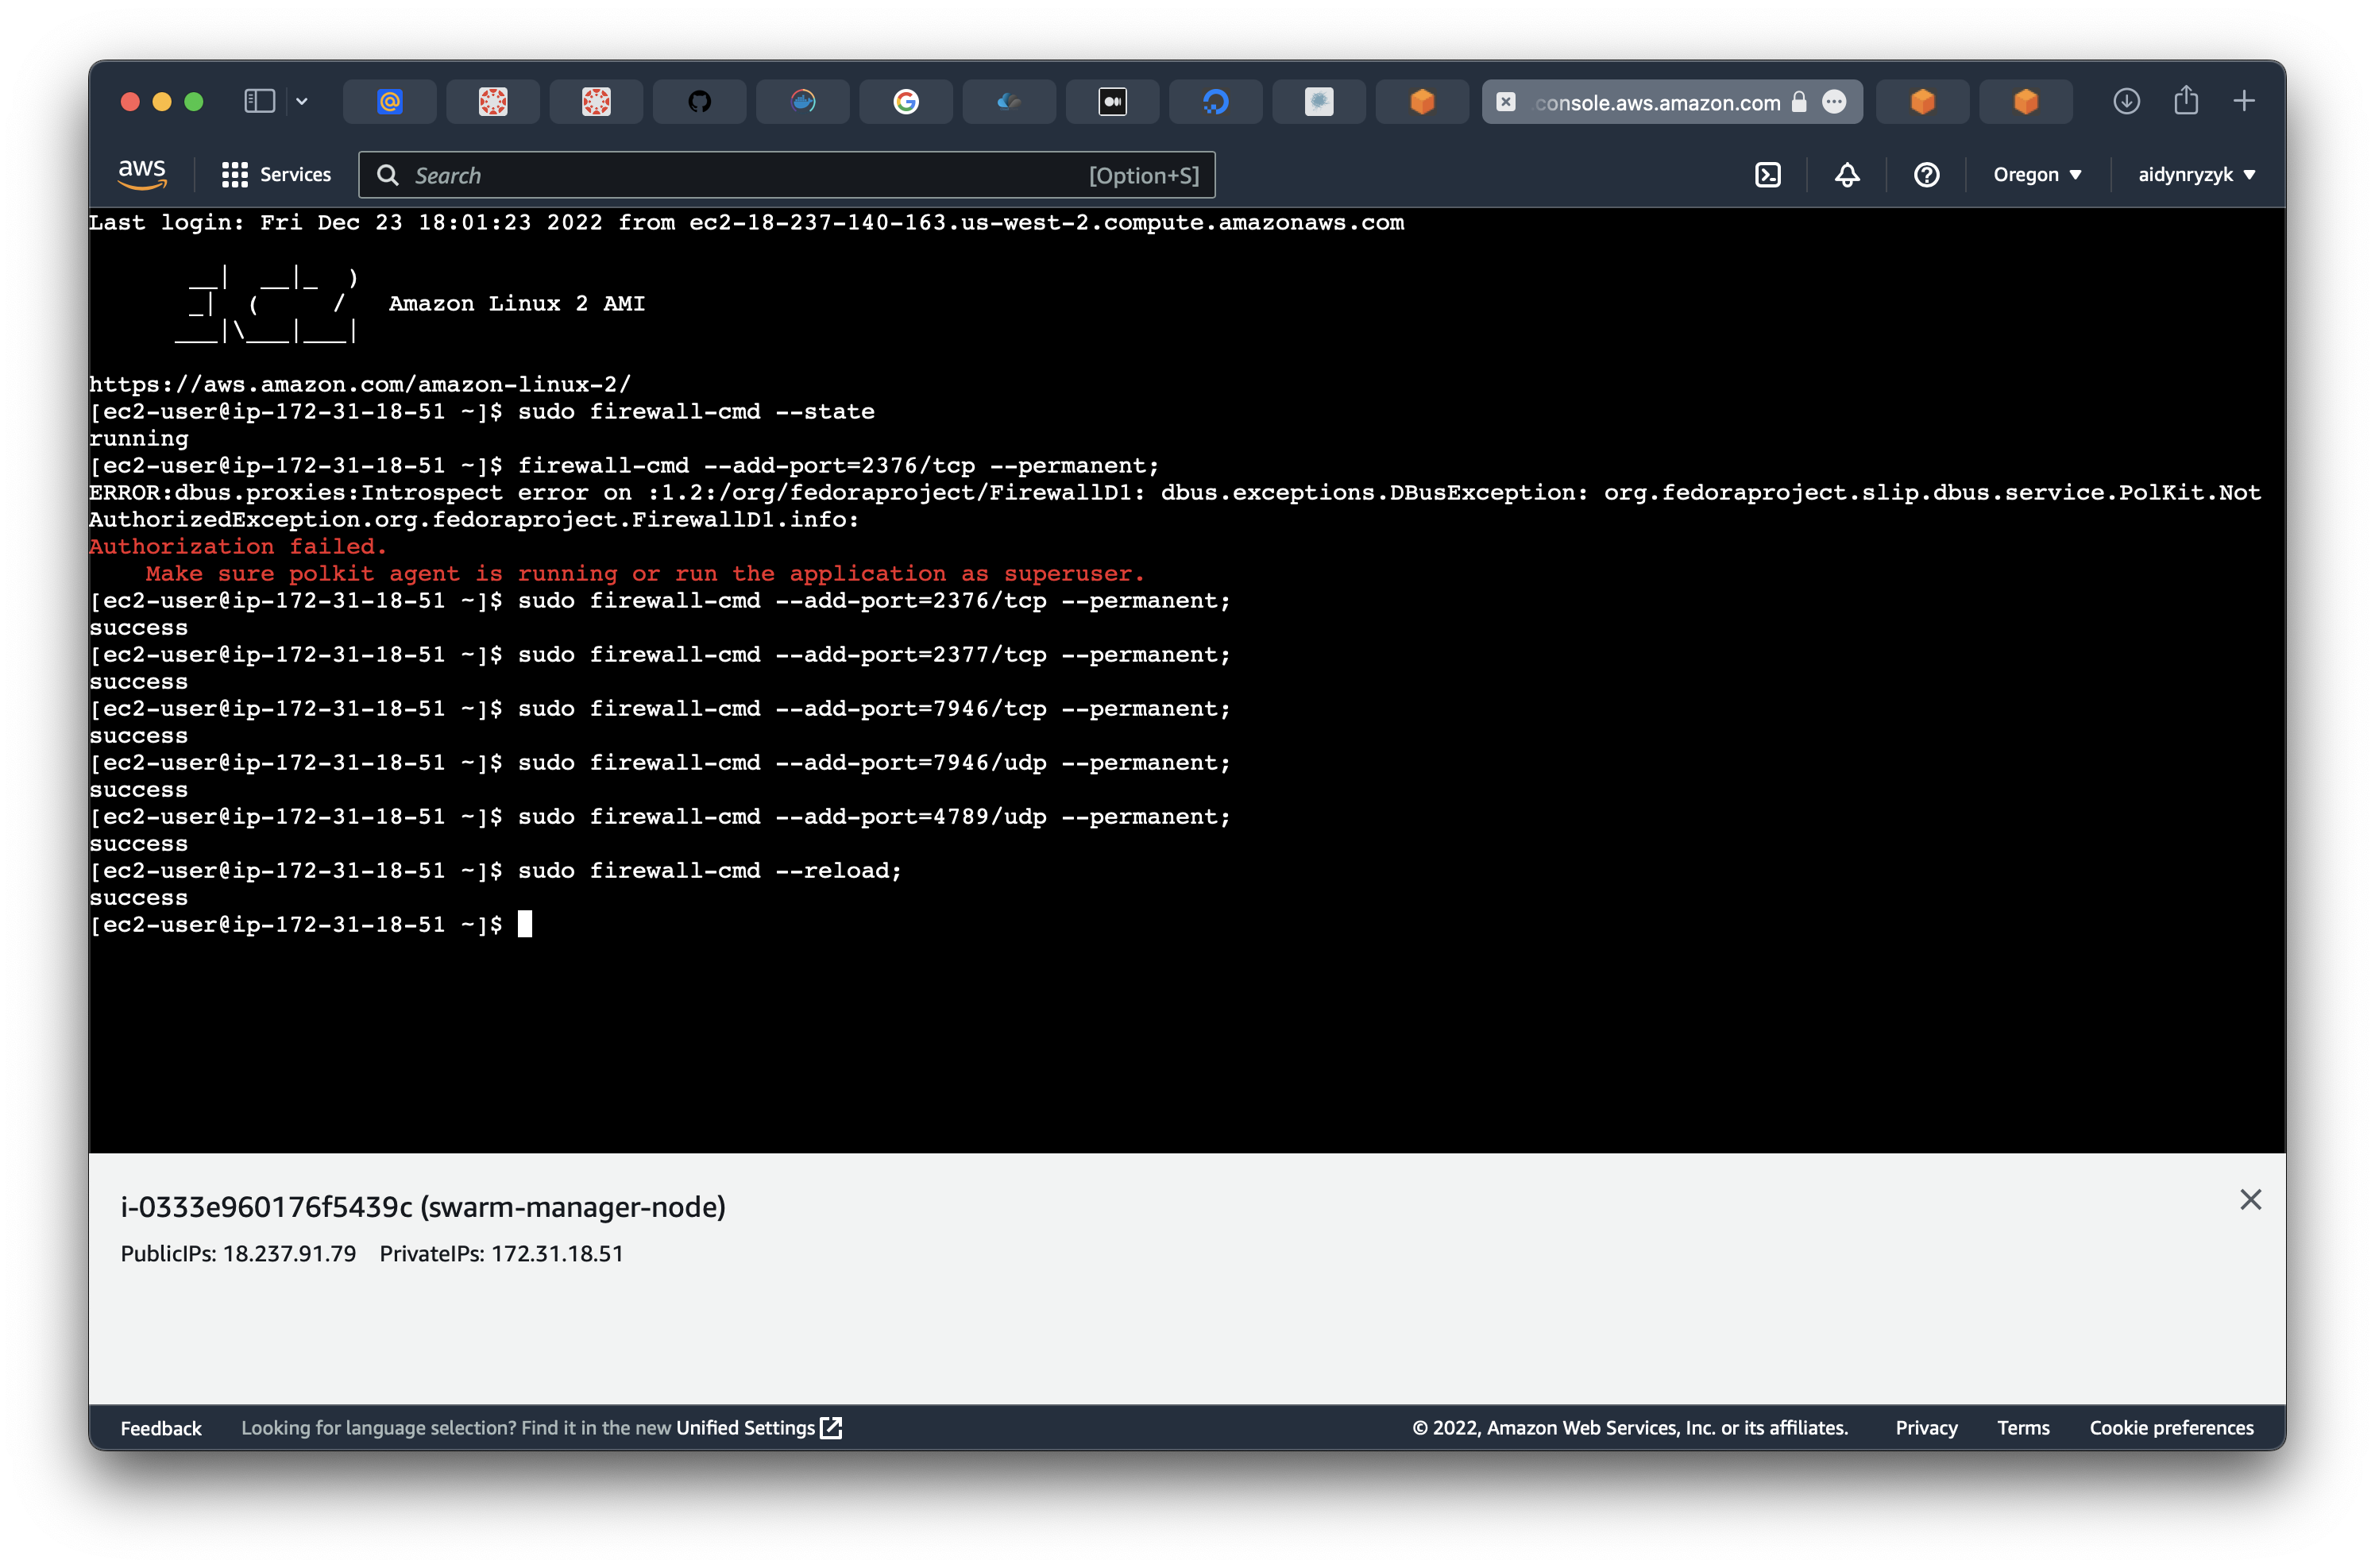 console.aws.amazon.com
aws
Services
Search
[Option+S]
Oregon
aidynryzyk
Last login: Fri Dec 23 18:01:23 2022 from ec2-18-237-140-163.us-west-2.compute.amazonaws.com
       __|  __|_  )
       _|  (     /   Amazon Linux 2 AMI
      ___|\___|___|
https://aws.amazon.com/amazon-linux-2/
[ec2-user@ip-172-31-18-51 ~]$ sudo firewall-cmd --state
running
[ec2-user@ip-172-31-18-51 ~]$ firewall-cmd --add-port=2376/tcp --permanent;
ERROR:dbus.proxies:Introspect error on :1.2:/org/fedoraproject/FirewallD1: dbus.exceptions.DBusException: org.fedoraproject.slip.dbus.service.PolKit.Not
AuthorizedException.org.fedoraproject.FirewallD1.info:
Authorization failed.
    Make sure polkit agent is running or run the application as superuser.
[ec2-user@ip-172-31-18-51 ~]$ sudo firewall-cmd --add-port=2376/tcp --permanent;
success
[ec2-user@ip-172-31-18-51 ~]$ sudo firewall-cmd --add-port=2377/tcp --permanent;
success
[ec2-user@ip-172-31-18-51 ~]$ sudo firewall-cmd --add-port=7946/tcp --permanent;
success
[ec2-user@ip-172-31-18-51 ~]$ sudo firewall-cmd --add-port=7946/udp --permanent;
success
[ec2-user@ip-172-31-18-51 ~]$ sudo firewall-cmd --add-port=4789/udp --permanent;
success
[ec2-user@ip-172-31-18-51 ~]$ sudo firewall-cmd --reload;
success
[ec2-user@ip-172-31-18-51 ~]$
i-0333e960176f5439c (swarm-manager-node)
PublicIPs: 18.237.91.79 PrivateIPs: 172.31.18.51
Feedback
Looking for language selection? Find it in the new Unified Settings
© 2022, Amazon Web Services, Inc. or its affiliates.
Privacy
Terms
Cookie preferences